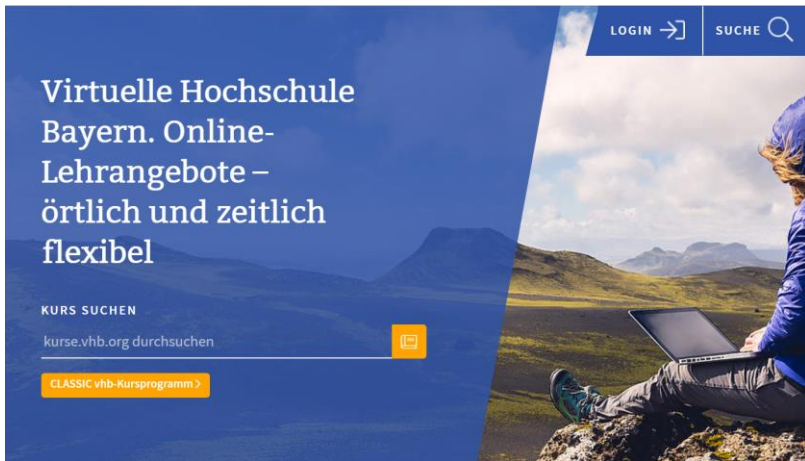 LOGIN
SUCHE
Virtuelle Hochschule
Bayern. Online-
Lehrangebote –
örtlich und zeitlich
flexibel
KURS SUCHEN
kurse.vhb.org durchsuchen
CLASSIC vhb-Kursprogramm >